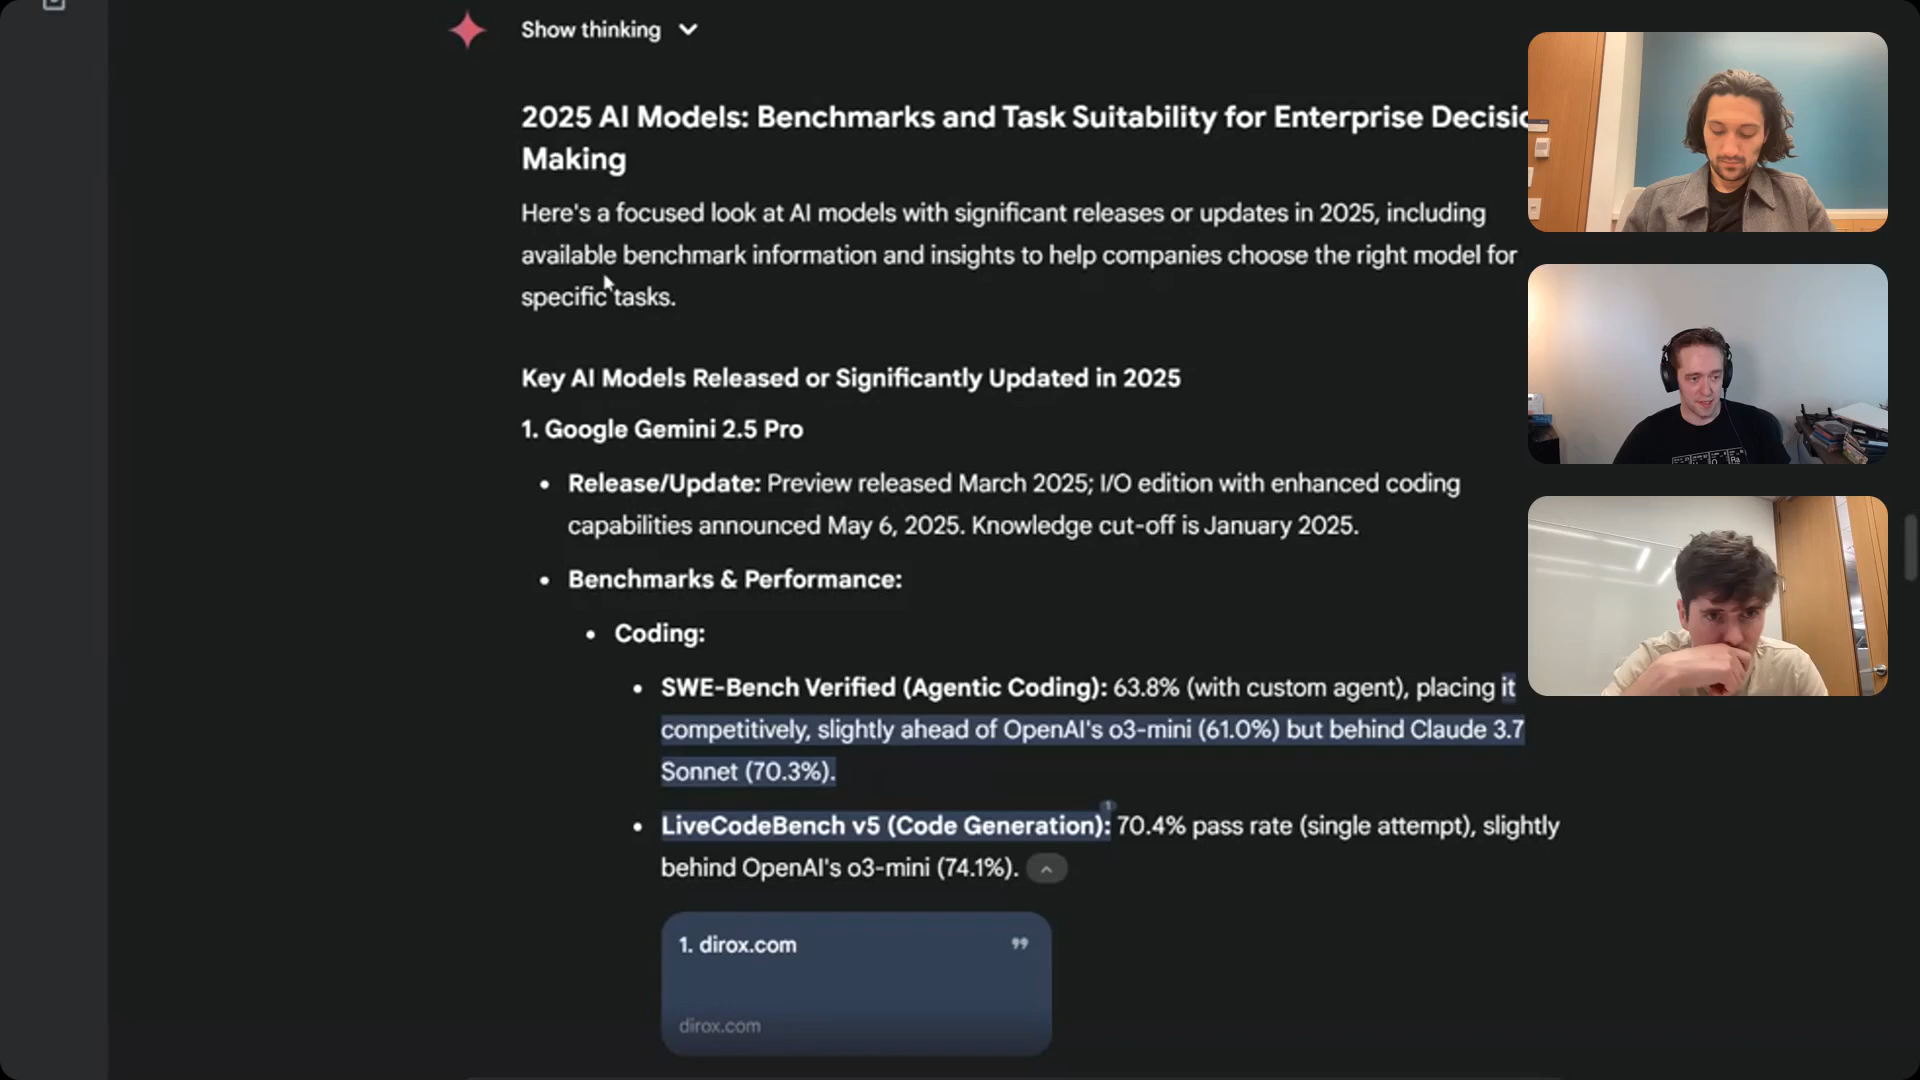 Show thinking
2025 AI Models: Benchmarks and Task Suitability for Enterprise Decisio
Making
Here's a focused look at AI models with significant releases or updates in 2025, including
available benchmark information and insights to help companies choose the right model for
specific tasks.
Key AI Models Released or Significantly Updated in 2025
1. Google Gemini 2.5 Pro
• Release/Update: Preview released March 2025; I/O edition with enhanced coding
capabilities announced May 6, 2025. Knowledge cut-off is January 2025.
• Benchmarks & Performance:
• Coding:
• SWE-Bench Verified (Agentic Coding): 63.8% (with custom agent), placing it
competitively, slightly ahead of OpenAI's o3-mini (61.0%) but behind Claude 3.7
Sonnet (70.3%).
1
• LiveCodeBench v5 (Code Generation): 70.4% pass rate (single attempt), slightly
behind OpenAI's o3-mini (74.1%).
1. dirox.com
dirox.com